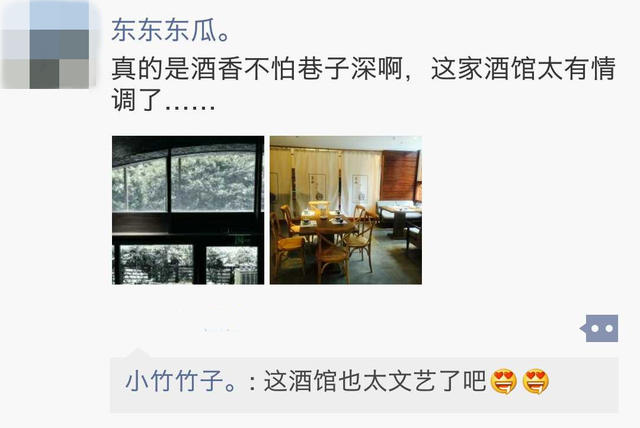 东东东瓜。
真的是酒香不怕巷子深啊，这家酒馆太有情
调了……
小竹竹子。: 这酒馆也太文艺了吧😍😍